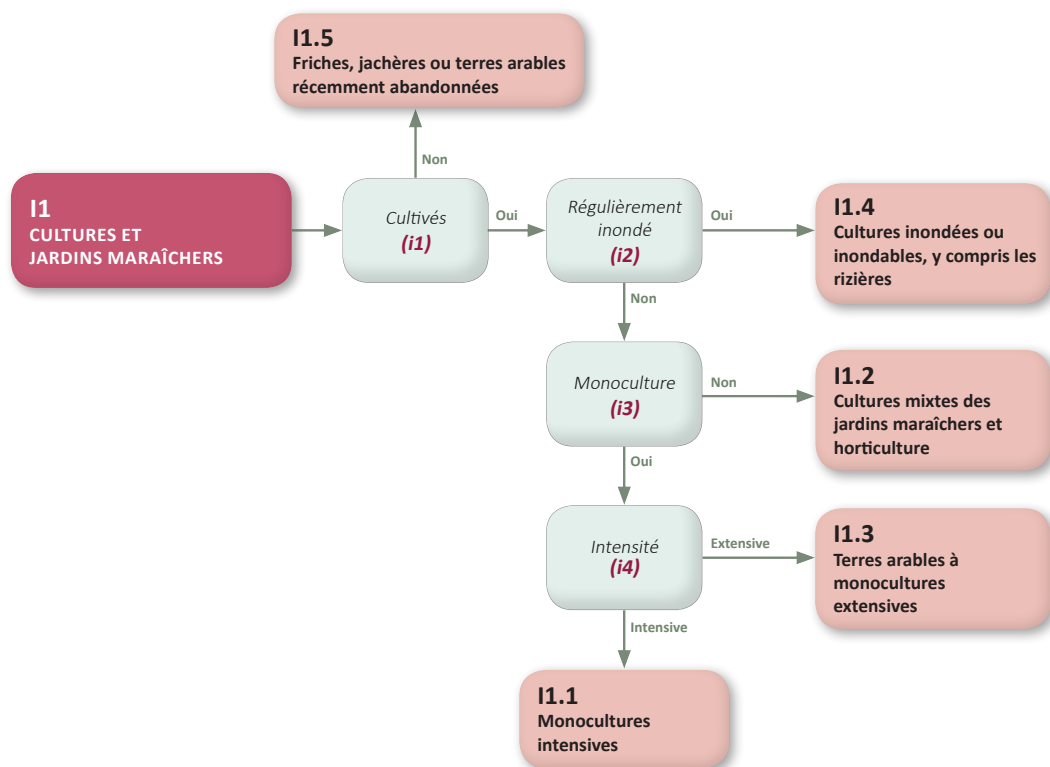 I1.5
Friches, jachères ou terres arables
récemment abandonnées
Non
I1
CULTURES ET
JARDINS MARAÎCHERS
Cultivés
(i1)
Oui
Régulièrement
inondé
(i2)
Oui
I1.4
Cultures inondées ou
inondables, y compris les
rizières
Non
Monoculture
(i3)
Non
I1.2
Cultures mixtes des
jardins maraîchers et
horticulture
Oui
Intensité
(i4)
Extensive
I1.3
Terres arables à
monocultures
extensives
Intensive
I1.1
Monocultures
intensives